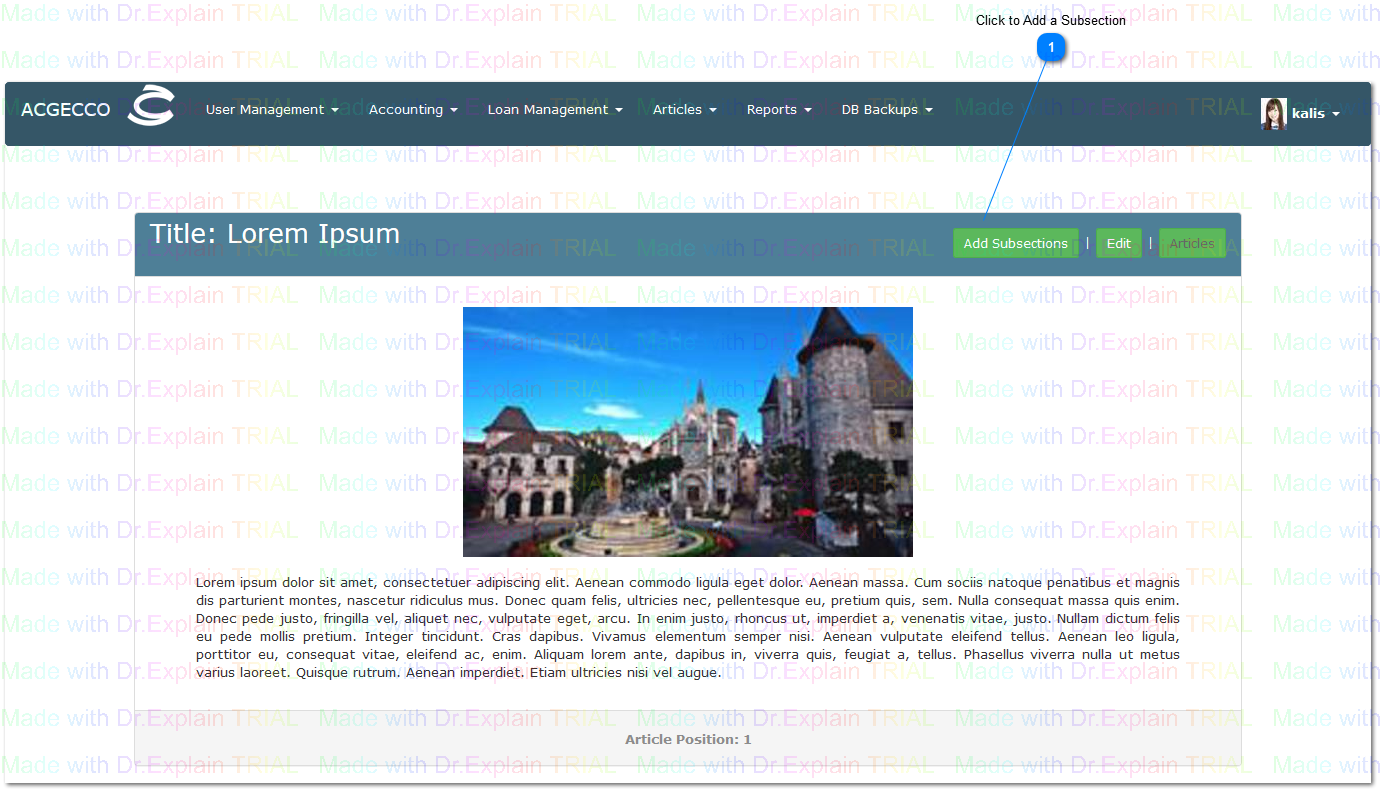 Click to Add a Subsection
1
ACGECCO User Management Accounting Loan Management Articles Reports DB Backups kalis
Title: Lorem Ipsum
Add Subsections | Edit | Articles
Lorem ipsum dolor sit amet, consectetuer adipiscing elit. Aenean commodo ligula eget dolor. Aenean massa. Cum sociis natoque penatibus et magnis
dis parturient montes, nascetur ridiculus mus. Donec quam felis, ultricies nec, pellentesque eu, pretium quis, sem. Nulla consequat massa quis enim.
Donec pede justo, fringilla vel, aliquet nec, vulputate eget, arcu. In enim justo, rhoncus ut, imperdiet a, venenatis vitae, justo. Nullam dictum felis
eu pede mollis pretium. Integer tincidunt. Cras dapibus. Vivamus elementum semper nisi. Aenean vulputate eleifend tellus. Aenean leo ligula,
porttitor eu, consequat vitae, eleifend ac, enim. Aliquam lorem ante, dapibus in, viverra quis, feugiat a, tellus. Phasellus viverra nulla ut metus
varius laoreet. Quisque rutrum. Aenean imperdiet. Etiam ultricies nisi vel augue.
Article Position: 1
Made with Dr.Explain TRIAL